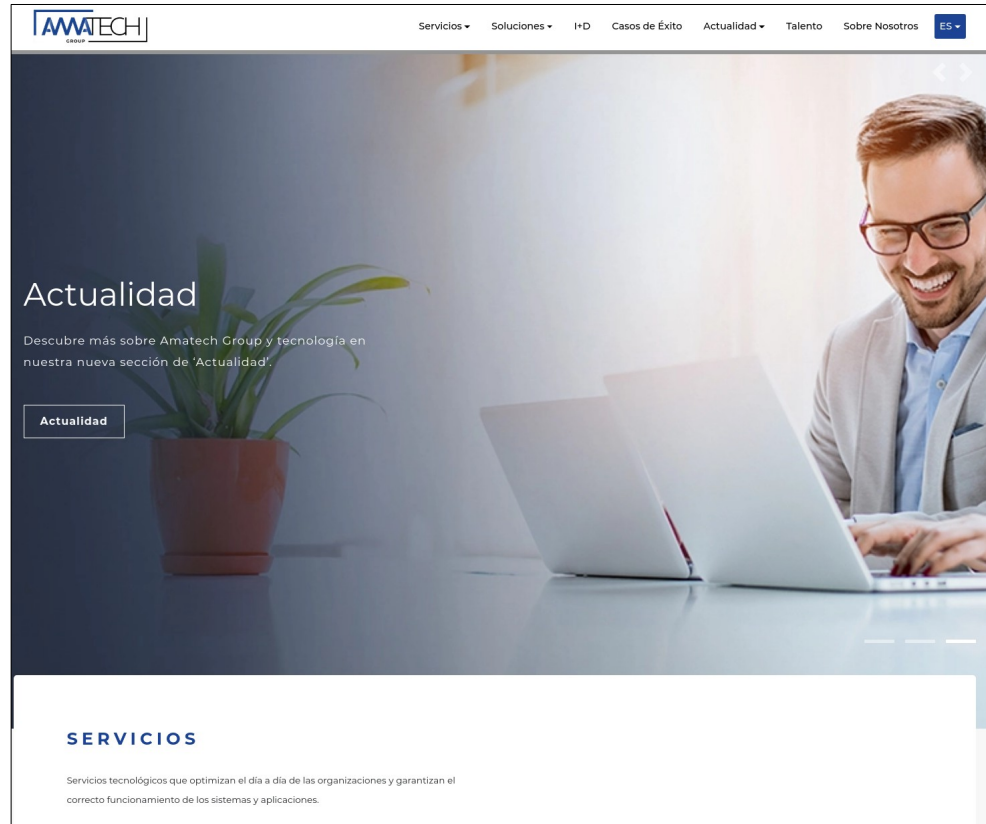 AMATECH
GROUP
Servicios Soluciones I+D Casos de Éxito Actualidad Talento Sobre Nosotros ES
Actualidad
Descubre más sobre Amatech Group y tecnología en
nuestra nueva sección de ‘Actualidad’.
Actualidad
SERVICIOS
Servicios tecnológicos que optimizan el día a día de las organizaciones y garantizan el
correcto funcionamiento de los sistemas y aplicaciones.